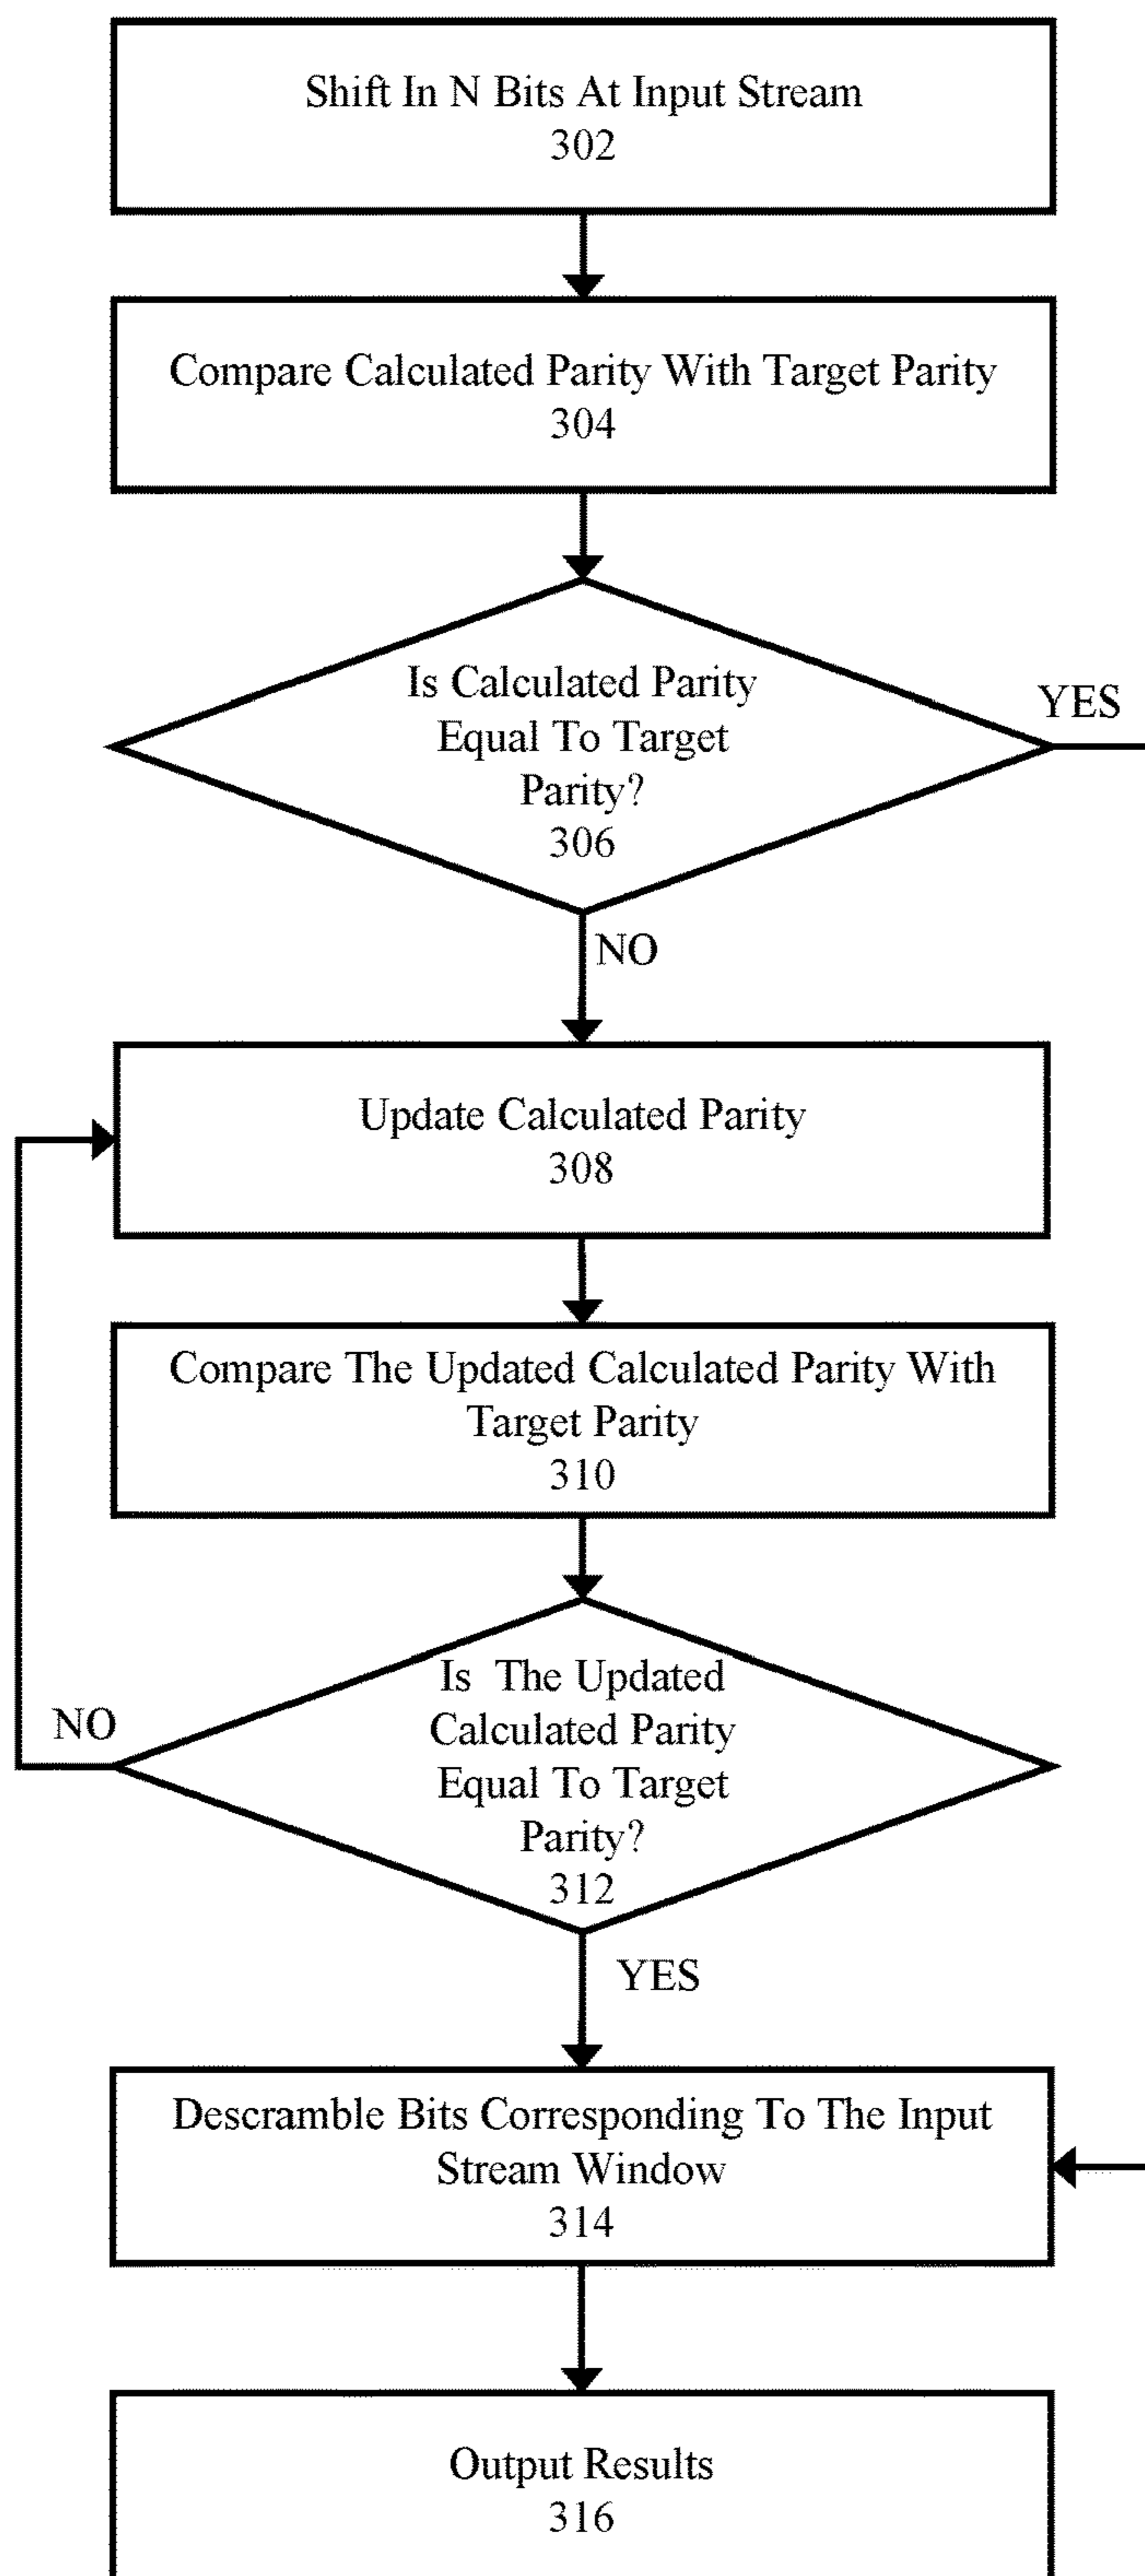 Shift In N Bits At Input Stream
302
Compare Calculated Parity With Target Parity
304
Is Calculated Parity
Equal To Target
Parity?
306
YES
NO
Update Calculated Parity
308
Compare The Updated Calculated Parity With
Target Parity
310
Is The Updated
Calculated Parity
Equal To Target
Parity?
312
NO
YES
Descramble Bits Corresponding To The Input
Stream Window
314
Output Results
316